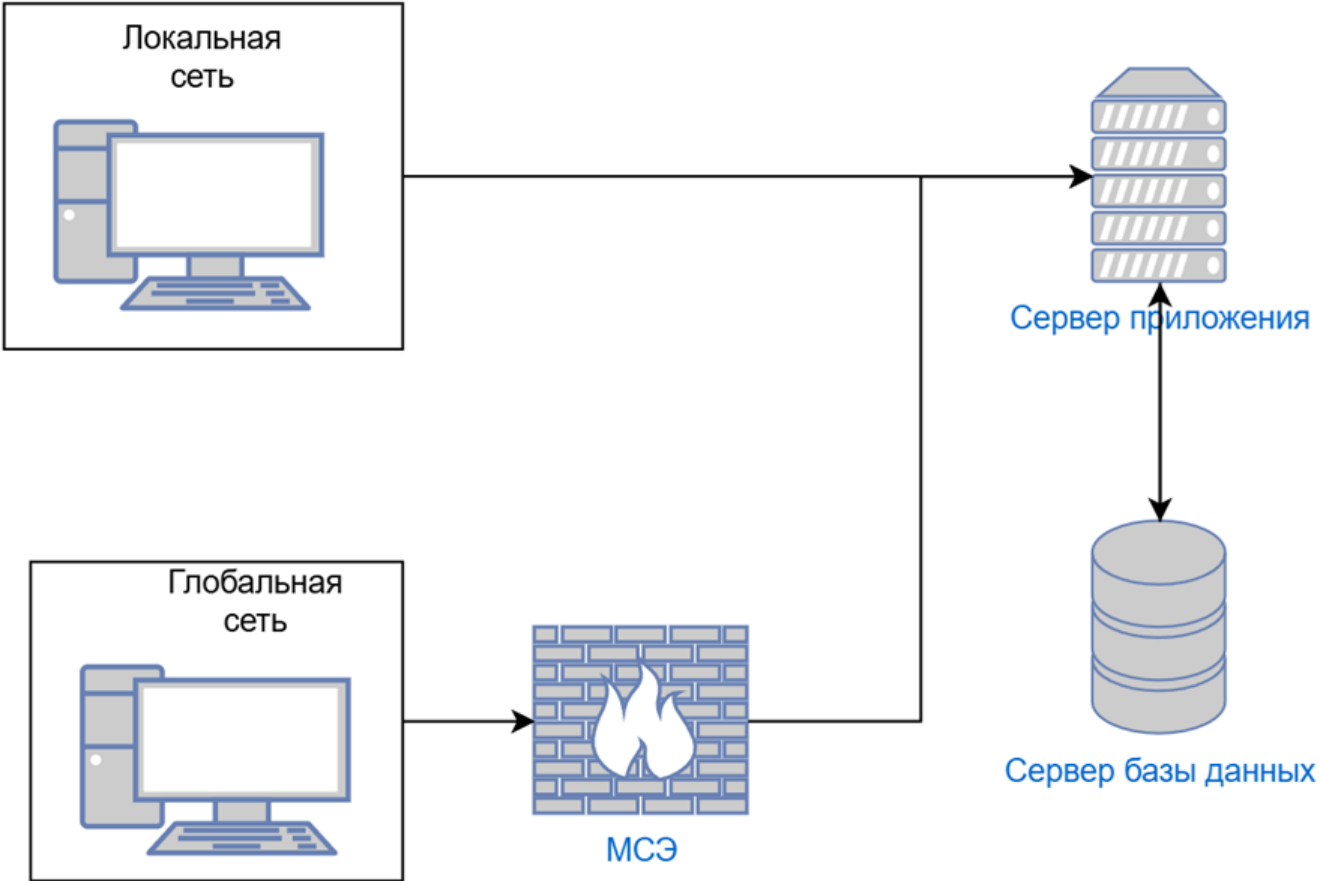 Локальная
сеть
Сервер приложения
Глобальная
сеть
Сервер базы данных
МСЭ